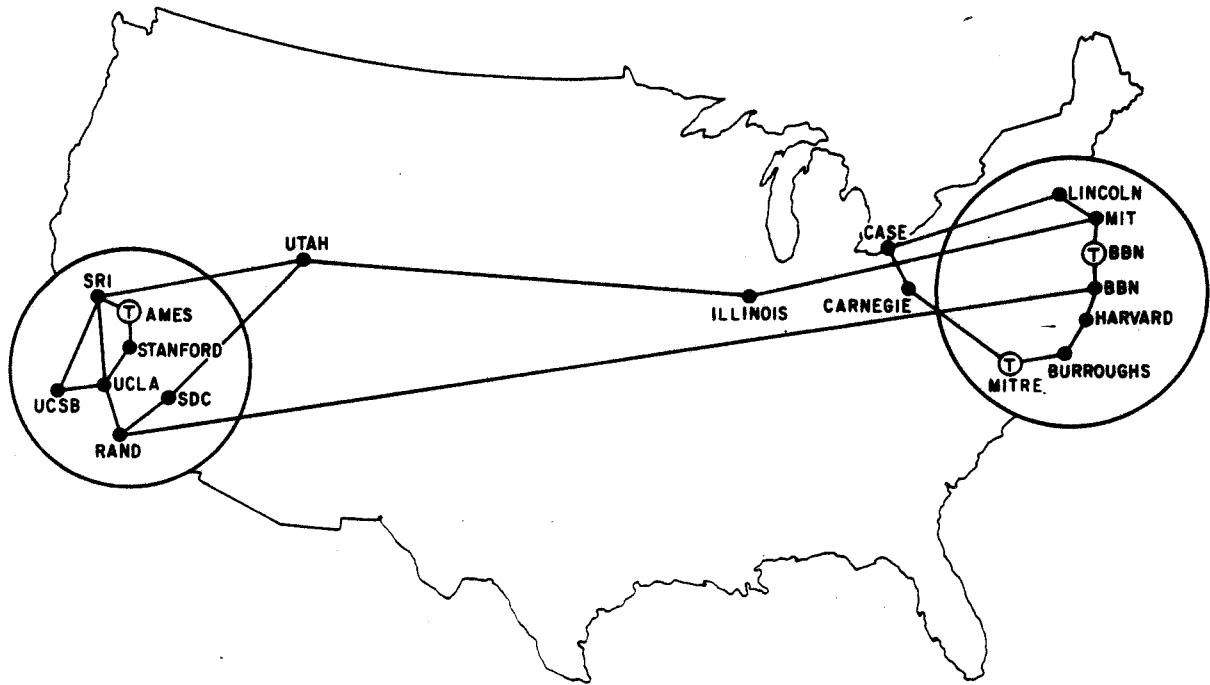 LINCOLN
MIT
CASE
UTAH
T BBN
SRI
BBN
ILLINOIS
CARNEGIE
T AMES
HARVARD
STANFORD
T
MITRE
BURROUGHS
UCLA
SDC
UCSB
RAND